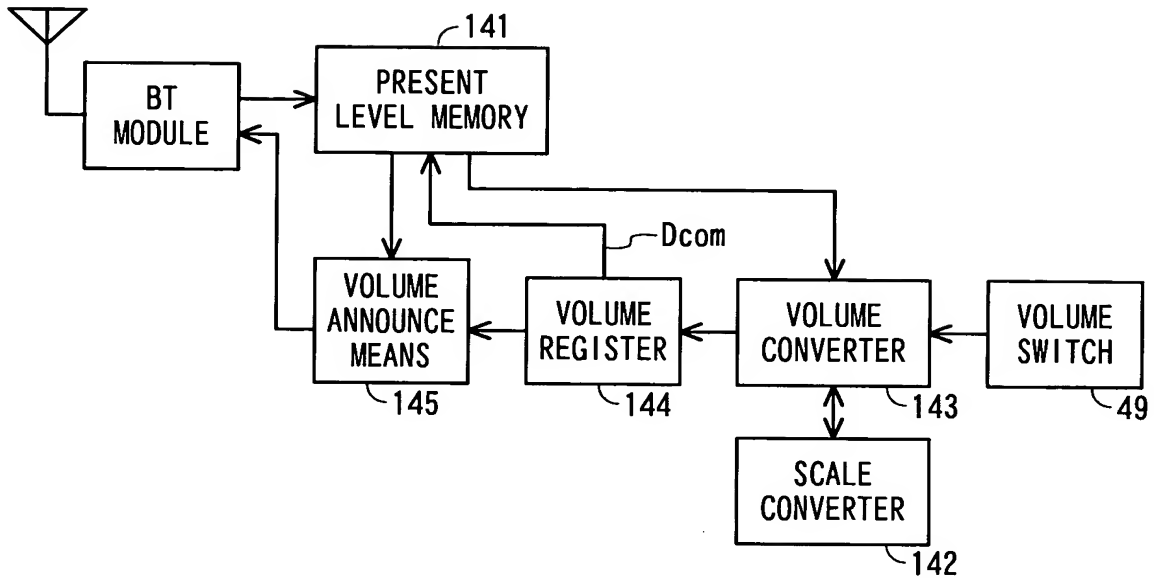 141
PRESENT
LEVEL MEMORY
BT
MODULE
Dcom
VOLUME
ANNOUNCE
MEANS
145
VOLUME
REGISTER
144
VOLUME
CONVERTER
143
VOLUME
SWITCH
49
SCALE
CONVERTER
142